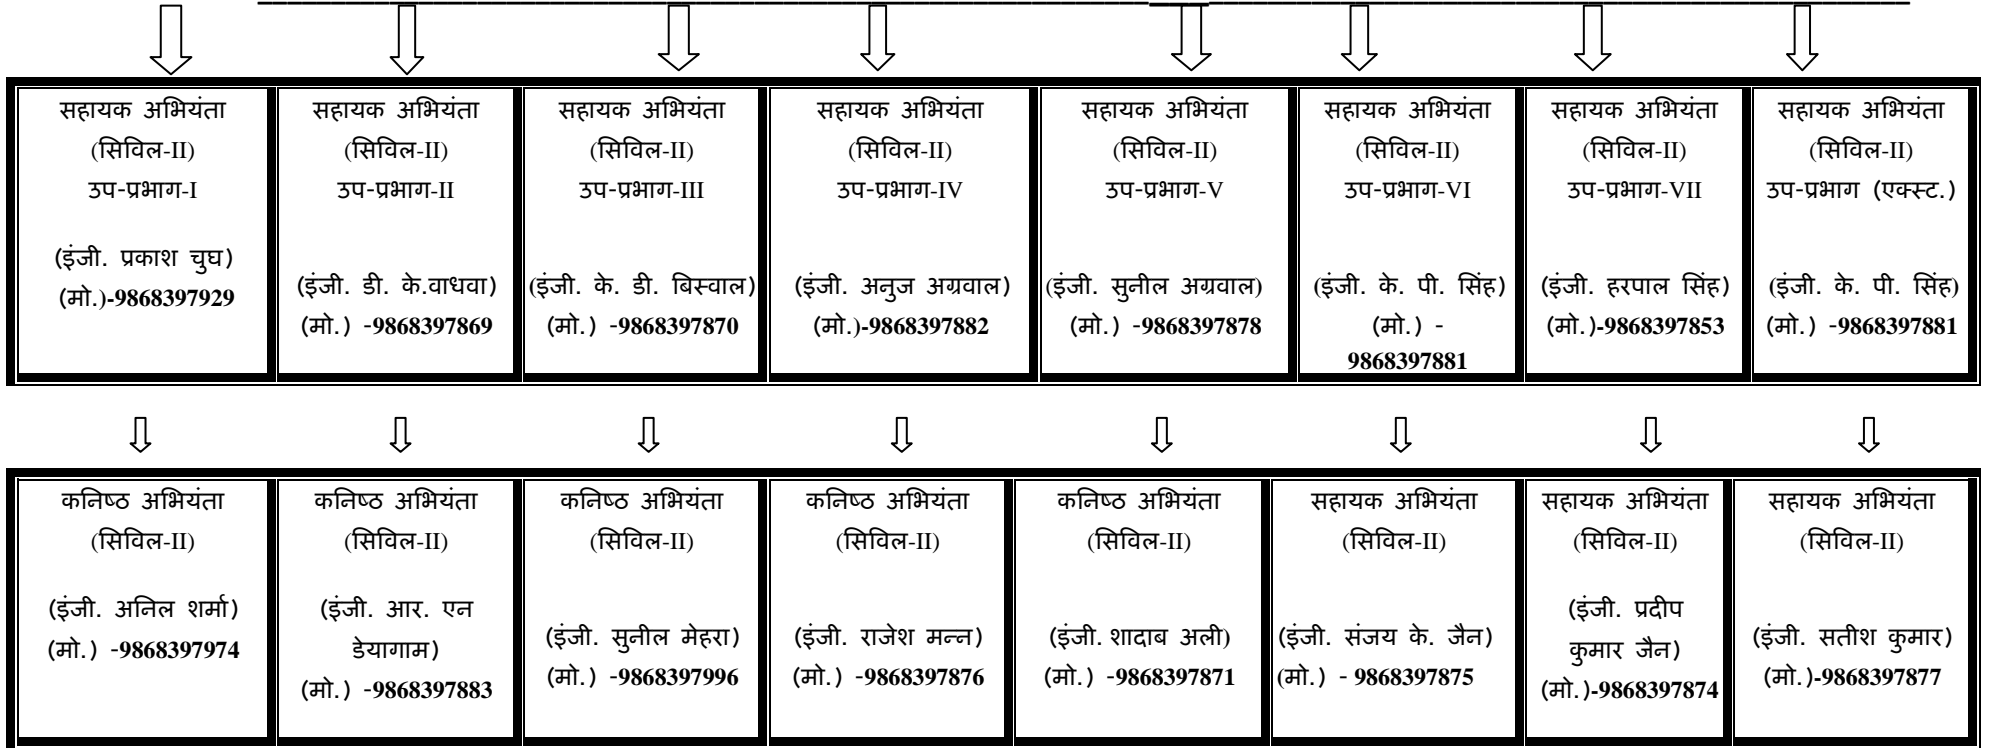 सहायक अभियंता
(सिविल-II)
उप-प्रभाग-I
(इंजी. प्रकाश चुघ)
(मो.)-9868397929
सहायक अभियंता
(सिविल-II)
उप-प्रभाग-II
(इंजी. डी. के.वाधवा)
(मो.) -9868397869
सहायक अभियंता
(सिविल-II)
उप-प्रभाग-III
(इंजी. के. डी. बिस्वाल)
(मो.) -9868397870
सहायक अभियंता
(सिविल-II)
उप-प्रभाग-IV
(इंजी. अनुज अग्रवाल)
(मो.)-9868397882
सहायक अभियंता
(सिविल-II)
उप-प्रभाग-V
(इंजी. सुनील अग्रवाल)
(मो.) -9868397878
सहायक अभियंता
(सिविल-II)
उप-प्रभाग-VI
(इंजी. के. पी. सिंह)
(मो.) -
9868397881
सहायक अभियंता
(सिविल-II)
उप-प्रभाग-VII
(इंजी. हरपाल सिंह)
(मो.)-9868397853
सहायक अभियंता
(सिविल-II)
उप-प्रभाग (एक्स्ट.)
(इंजी. के. पी. सिंह)
(मो.) -9868397881
कनिष्ठ अभियंता
(सिविल-II)
(इंजी. अनिल शर्मा)
(मो.) -9868397974
कनिष्ठ अभियंता
(सिविल-II)
(इंजी. आर. एन
डेयागाम)
(मो.) -9868397883
कनिष्ठ अभियंता
(सिविल-II)
(इंजी. सुनील मेहरा)
(मो.) -9868397996
कनिष्ठ अभियंता
(सिविल-II)
(इंजी. राजेश मन्न)
(मो.) -9868397876
कनिष्ठ अभियंता
(सिविल-II)
(इंजी. शादाब अली)
(मो.) -9868397871
सहायक अभियंता
(सिविल-II)
(इंजी. संजय के. जैन)
(मो.) - 9868397875
सहायक अभियंता
(सिविल-II)
(इंजी. प्रदीप
कुमार जैन)
(मो.)-9868397874
सहायक अभियंता
(सिविल-II)
(इंजी. सतीश कुमार)
(मो.)-9868397877